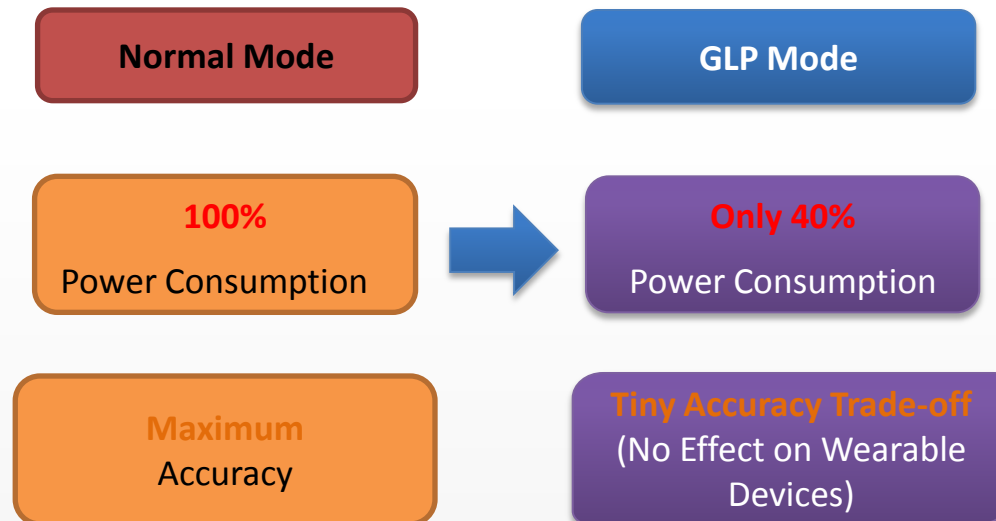 Normal Mode
GLP Mode
100%
Power Consumption
Only 40%
Power Consumption
Maximum
Accuracy
Tiny Accuracy Trade-off
(No Effect on Wearable
Devices)